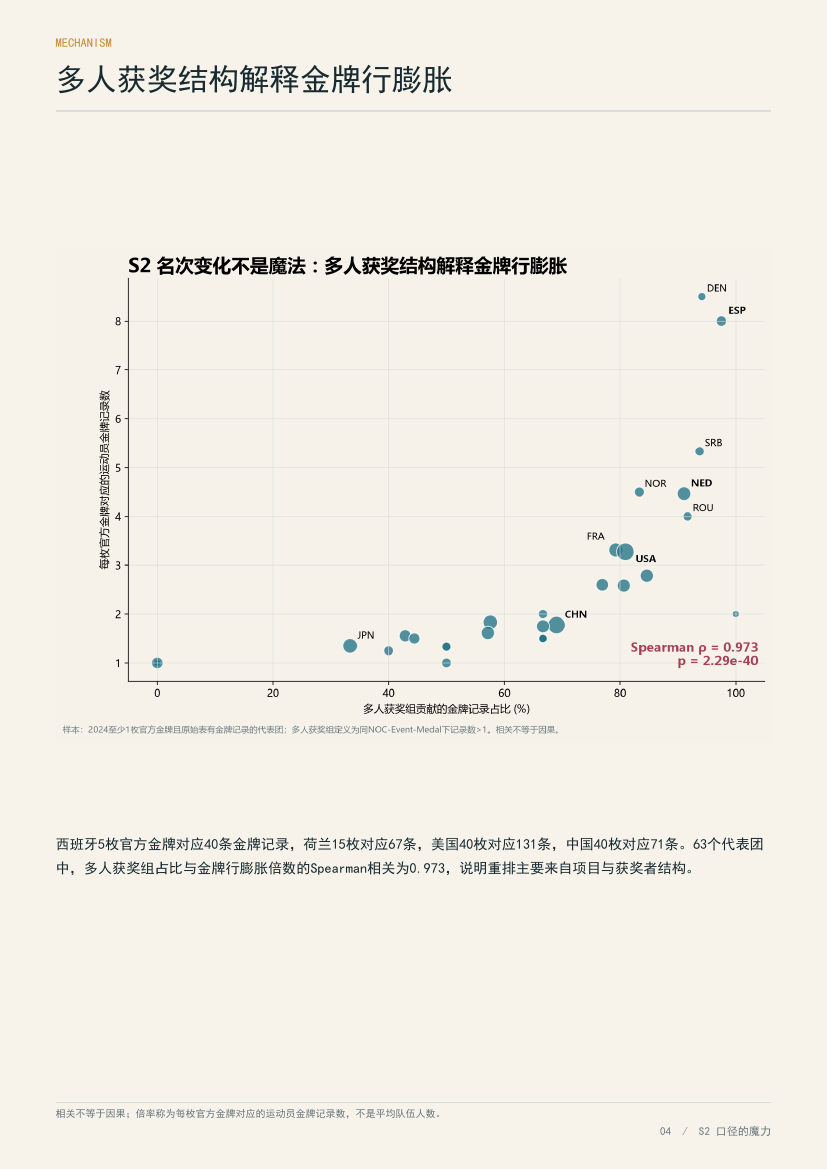 MECHANISM
多人获奖结构解释金牌行膨胀
S2 名次变化不是魔法：多人获奖结构解释金牌行膨胀
DEN
ESP
8
7
6
SRB
5
NOR
NED
ROU
4
FRA
USA
3
2
CHN
JPN
Spearman ρ = 0.973
p = 2.29e-40
1
每枚官方金牌对应的运动员金牌记录数
0 20 40 60 80 100
多人获奖组贡献的金牌记录占比 (%)
样本：2024至少1枚官方金牌且原始表有金牌记录的代表团；多人获奖组定义为同NOC-Event-Medal下记录数>1。相关不等于因果。
西班牙5枚官方金牌对应40条金牌记录，荷兰15枚对应67条，美国40枚对应131条，中国40枚对应71条。63个代表团
中，多人获奖组占比与金牌行膨胀倍数的Spearman相关为0.973，说明重排主要来自项目与获奖者结构。
相关不等于因果；倍率称为每枚官方金牌对应的运动员金牌记录数，不是平均队伍人数。
04 / S2 口径的魔力